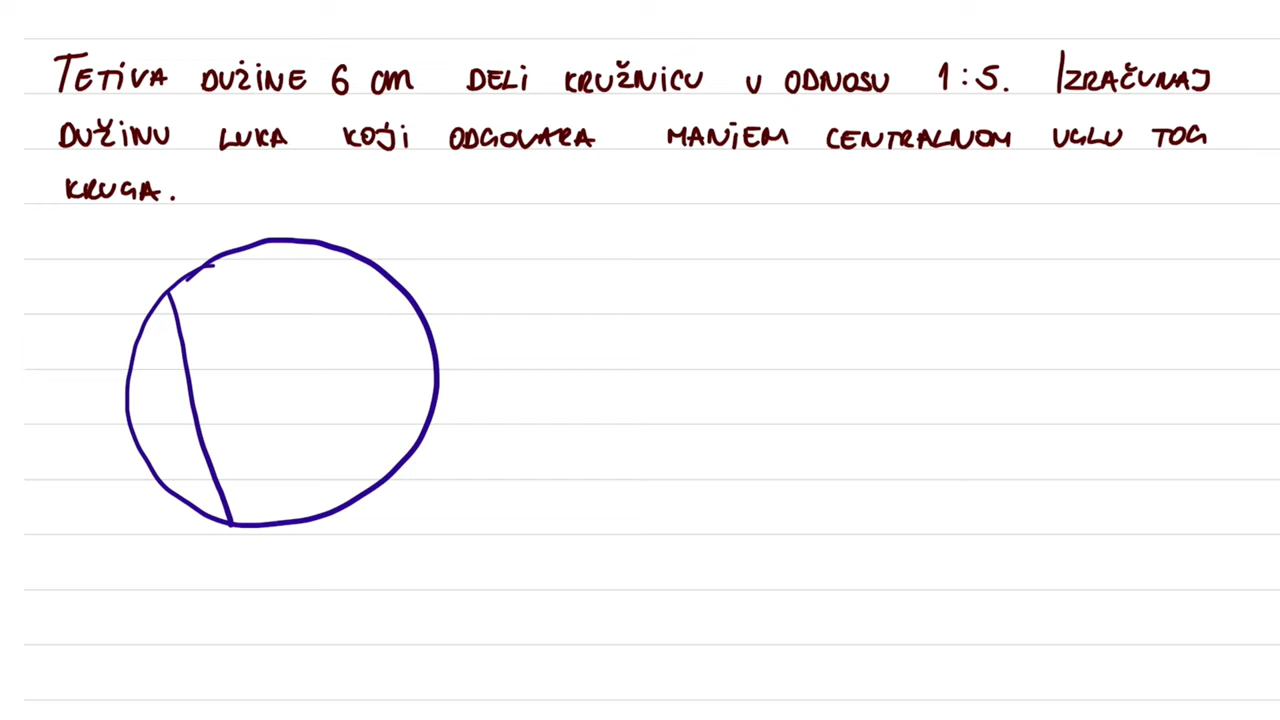 TETIVA DUŽINE 6 cm DELI KRUŽNICU U ODNOSU 1:5. IZRAČUNAJ
DUŽINU LUKA KOJI ODGOVARA MANJEM CENTRALNOM UGLU TOG
KRUGA.